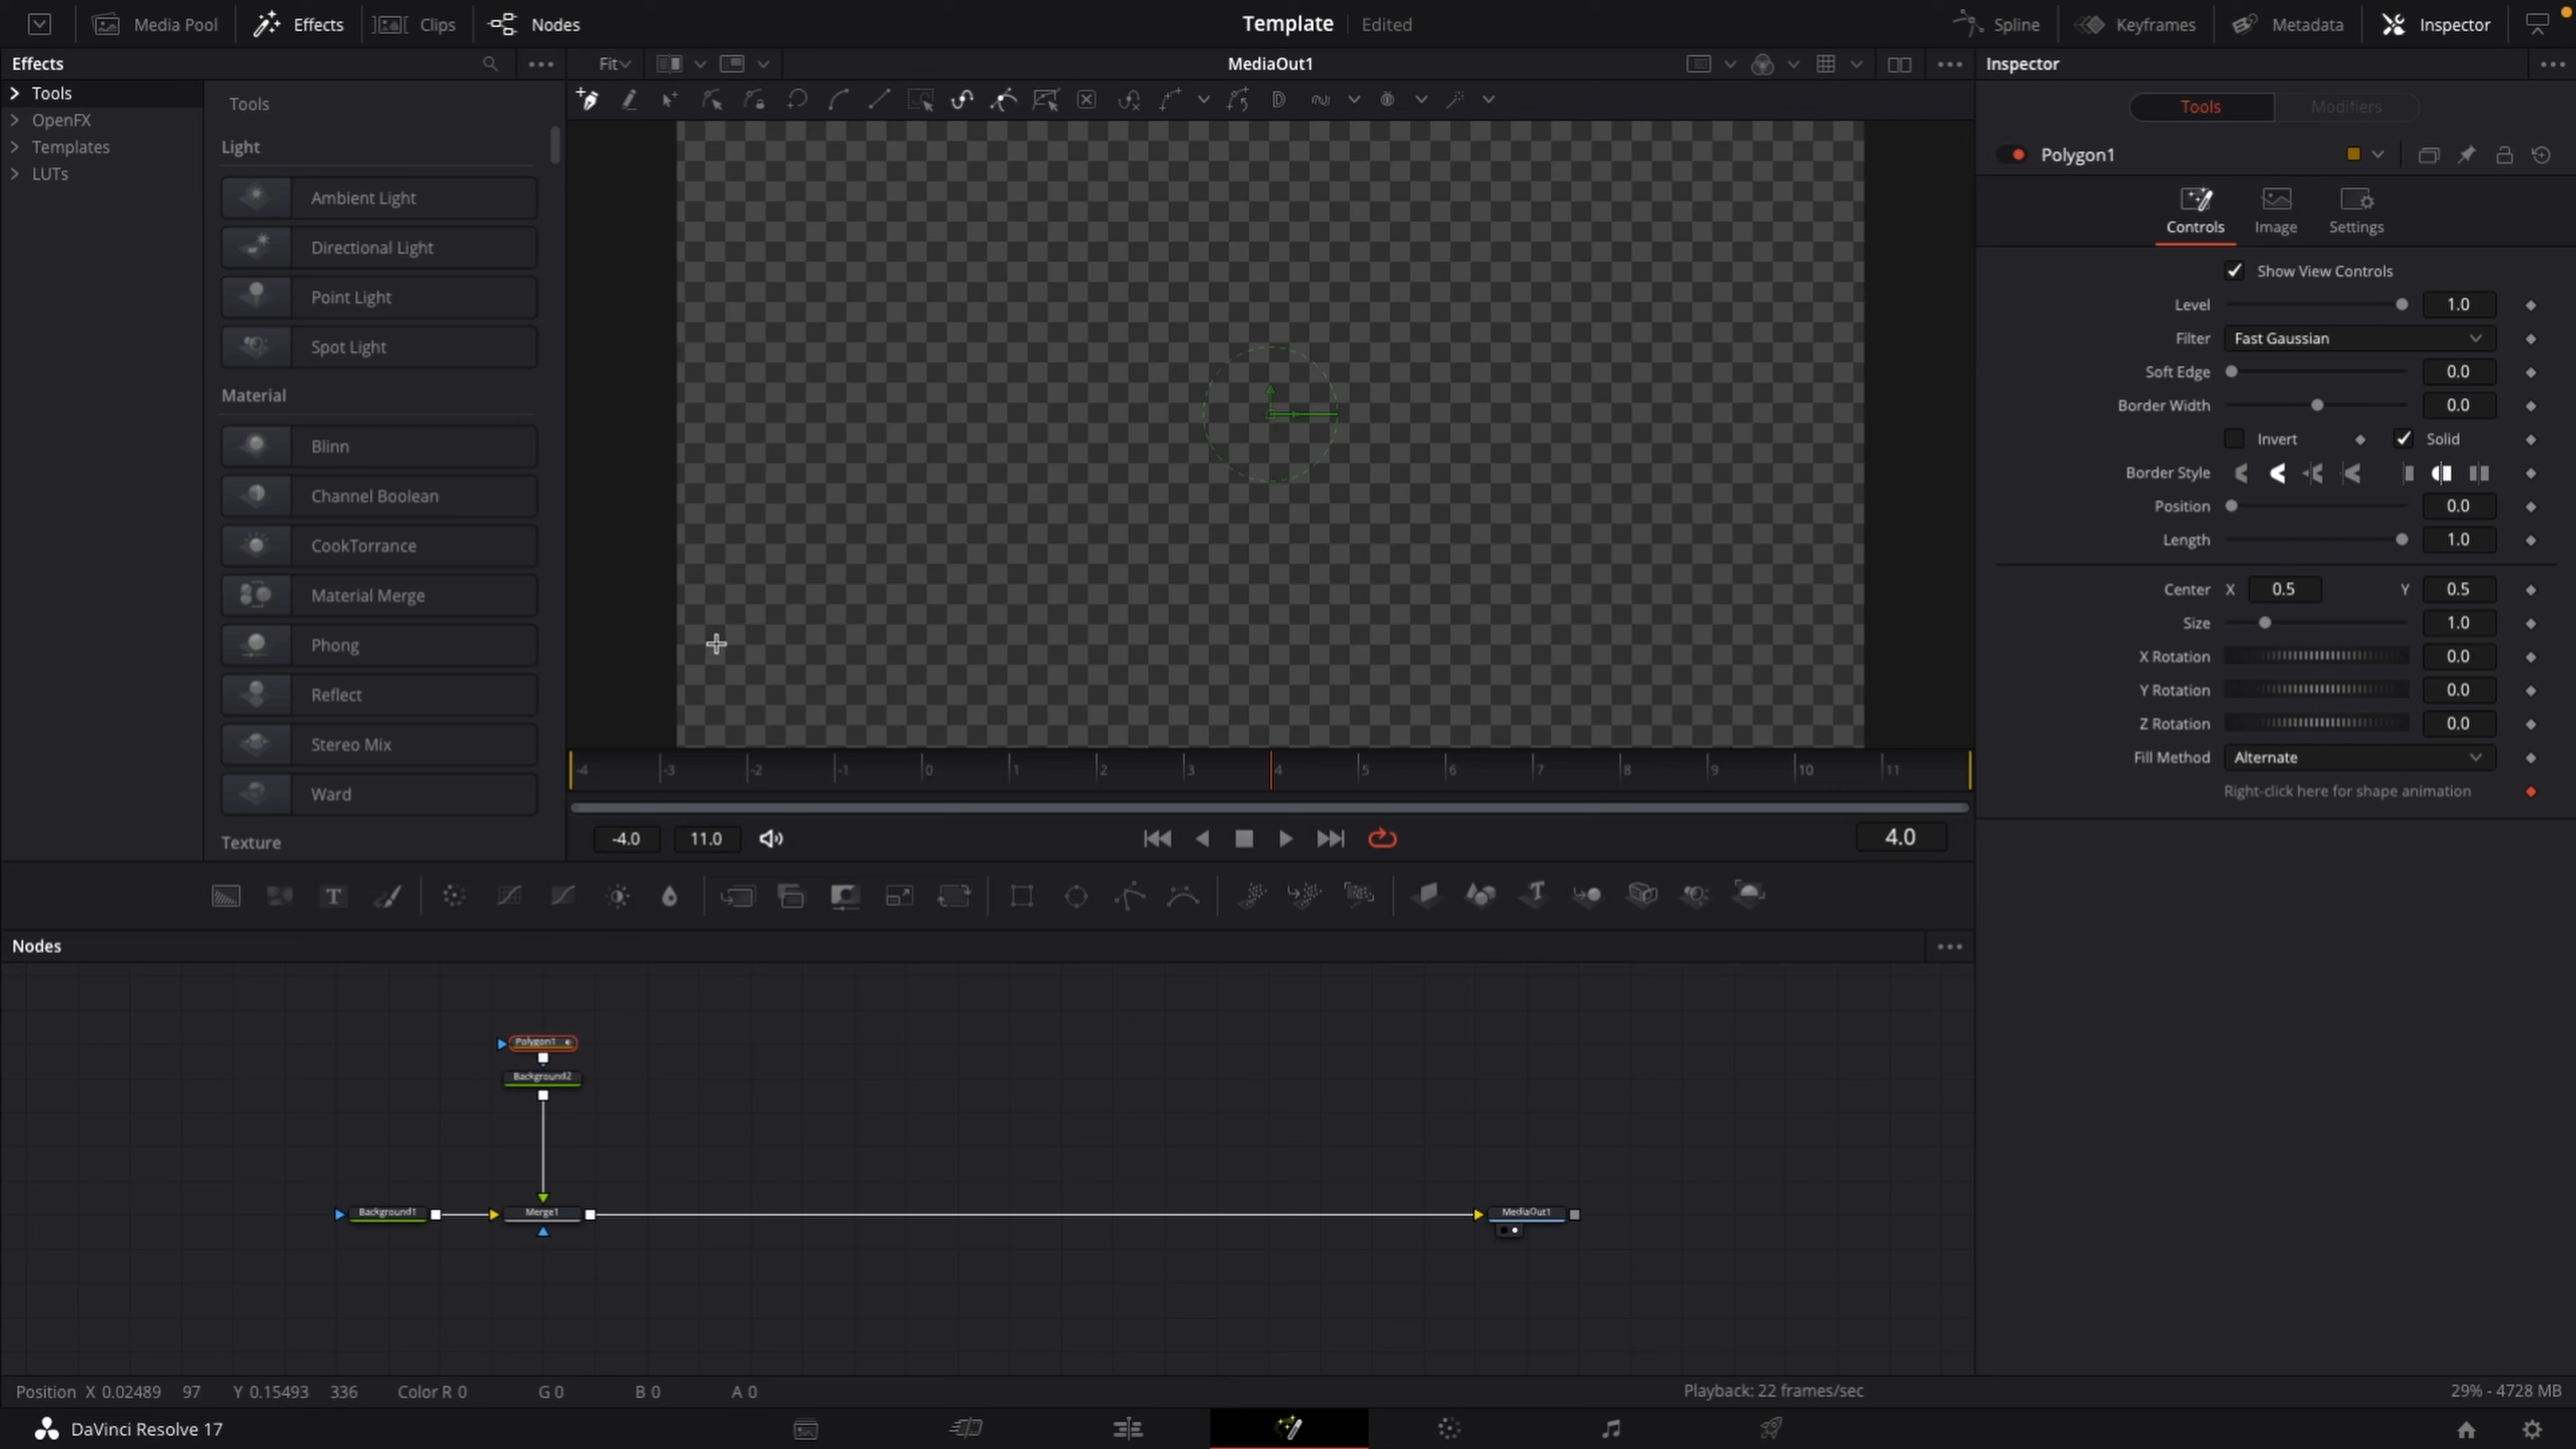 Media Pool
Effects
Clips
Nodes
Template
Edited
Spline
Keyframes
Metadata
Inspector
Effects
Fit
MediaOut1
Inspector
Tools
OpenFX
Templates
LUTs
Tools
Light
Ambient Light
Directional Light
Point Light
Spot Light
Material
Blinn
Channel Boolean
CookTorrance
Material Merge
Phong
Reflect
Stereo Mix
Ward
Texture
-4 -3 -2 -1 0 1 2 3 4 5 6 7 8 9 10 11
-4.0 11.0
4.0
Tools Modifiers
Polygon1
Controls Image Settings
Show View Controls
Level 1.0
Filter Fast Gaussian
Soft Edge 0.0
Border Width 0.0
Invert Solid
Border Style
Position 0.0
Length 1.0
Center X 0.5 Y 0.5
Size 1.0
X Rotation 0.0
Y Rotation 0.0
Z Rotation 0.0
Fill Method Alternate
Right-click here for shape animation
Nodes
Polygon1
Background2
Background1
Merge1
MediaOut1
Position X 0.02489 97 Y 0.15493 336 Color R 0 G 0 B 0 A 0
Playback: 22 frames/sec
29% - 4728 MB
DaVinci Resolve 17